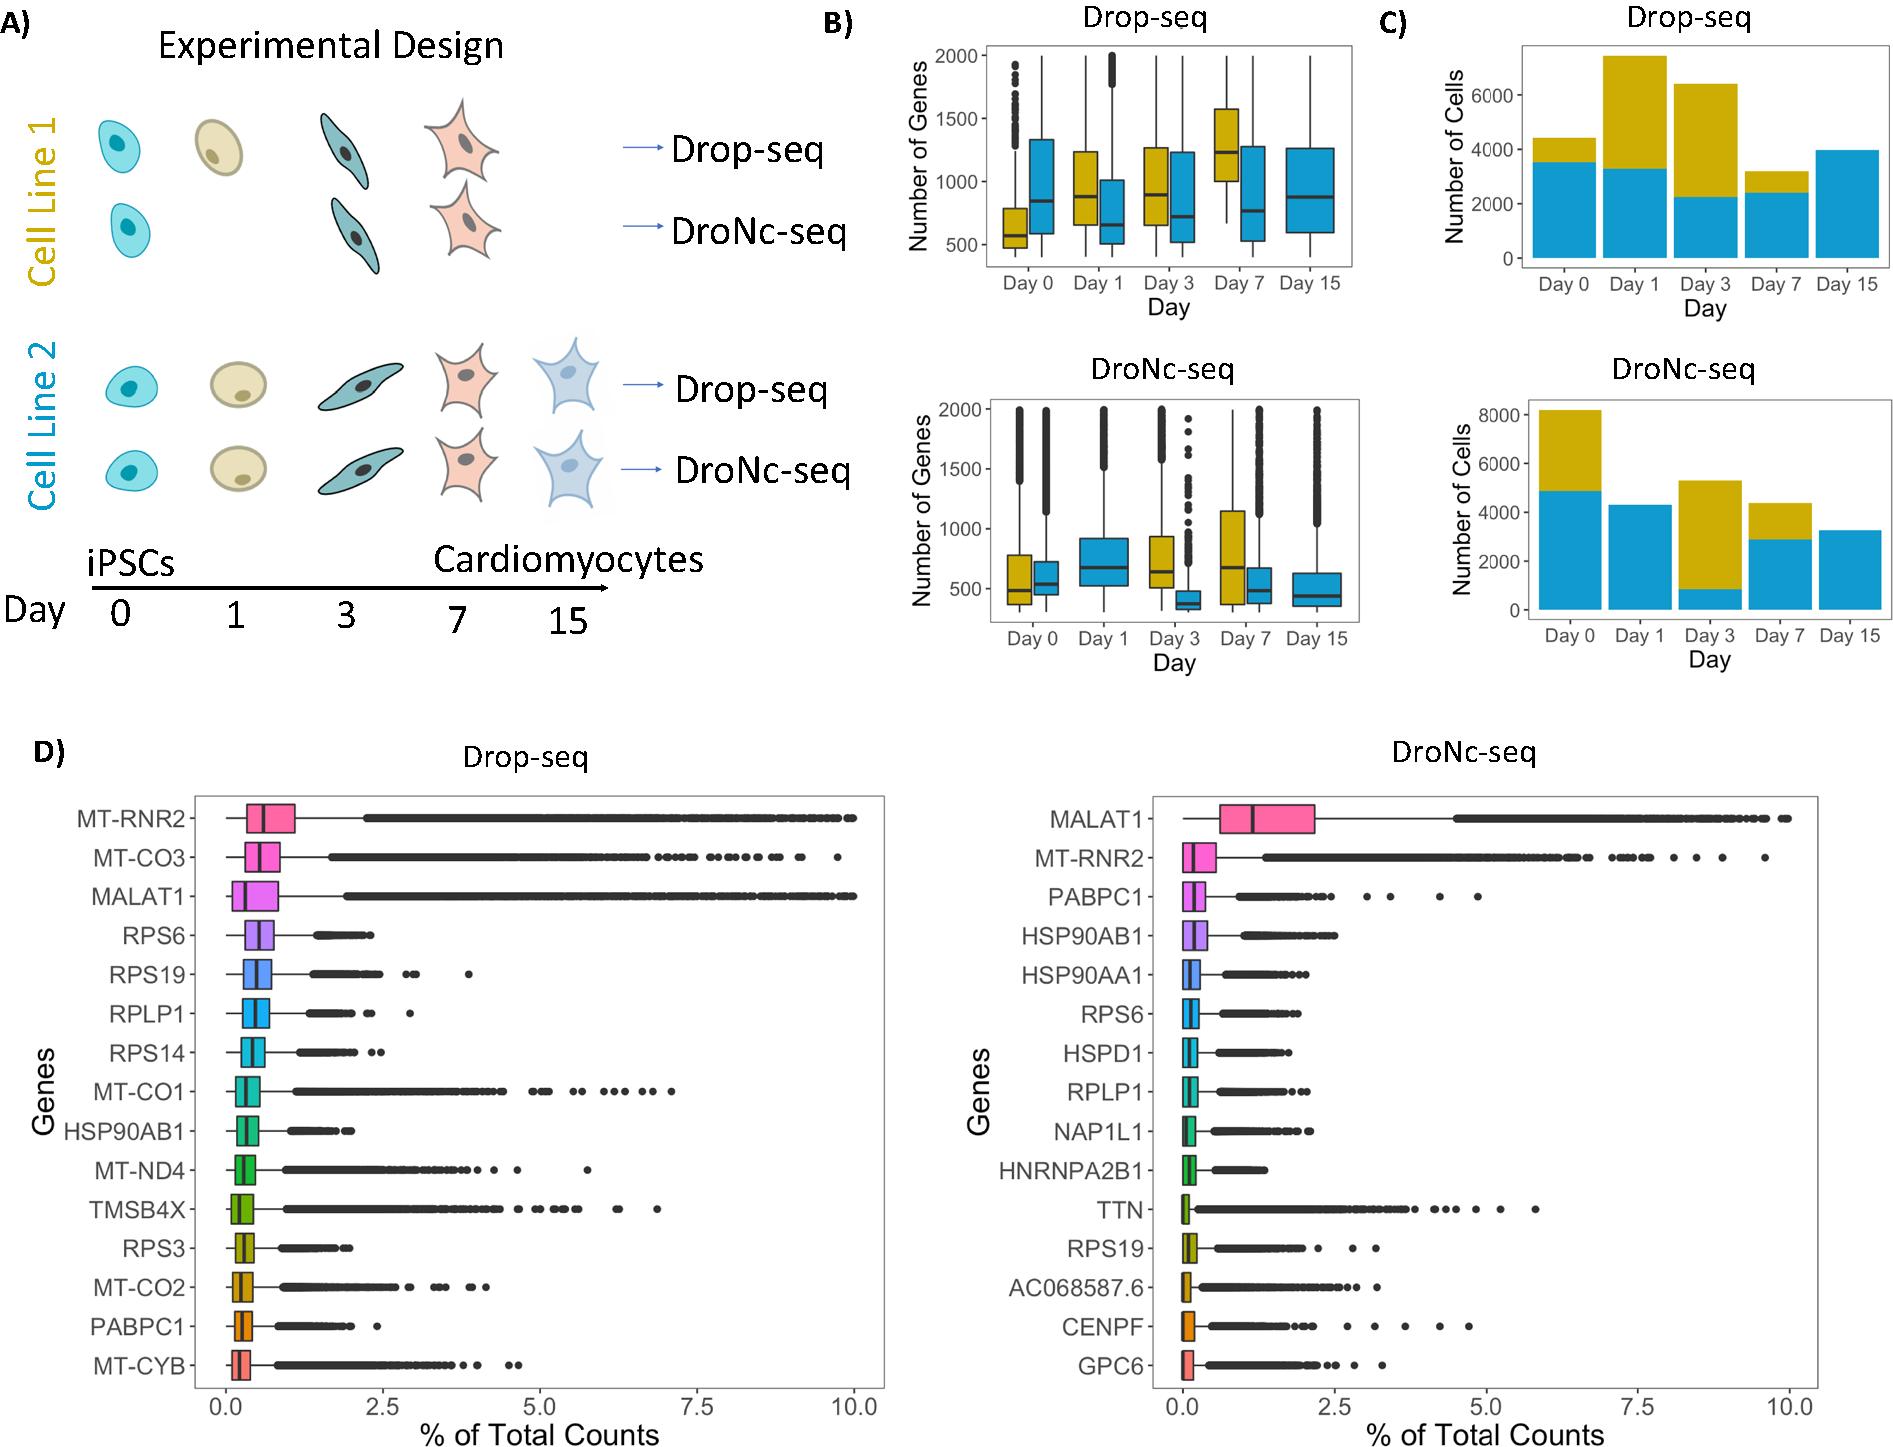 A)
Experimental Design
Cell Line 1
Drop-seq
DroNc-seq
Cell Line 2
Drop-seq
DroNc-seq
iPSCs
Cardiomyocytes
Day 0 1 3 7 15
B)
Drop-seq
Number of Genes
2000
1500
1000
500
Day 0 Day 1 Day 3 Day 7 Day 15
Day
DroNc-seq
Number of Genes
2000
1500
1000
500
Day 0 Day 1 Day 3 Day 7 Day 15
Day
C)
Drop-seq
Number of Cells
6000
4000
2000
0
Day 0 Day 1 Day 3 Day 7 Day 15
Day
DroNc-seq
Number of Cells
8000
6000
4000
2000
0
Day 0 Day 1 Day 3 Day 7 Day 15
Day
D)
Drop-seq
Genes
MT-RNR2
MT-CO3
MALAT1
RPS6
RPS19
RPLP1
RPS14
MT-CO1
HSP90AB1
MT-ND4
TMSB4X
RPS3
MT-CO2
PABPC1
MT-CYB
0.0 2.5 5.0 7.5 10.0
% of Total Counts
DroNc-seq
Genes
MALAT1
MT-RNR2
PABPC1
HSP90AB1
HSP90AA1
RPS6
HSPD1
RPLP1
NAP1L1
HNRNPA2B1
TTN
RPS19
AC068587.6
CENPF
GPC6
0.0 2.5 5.0 7.5 10.0
% of Total Counts